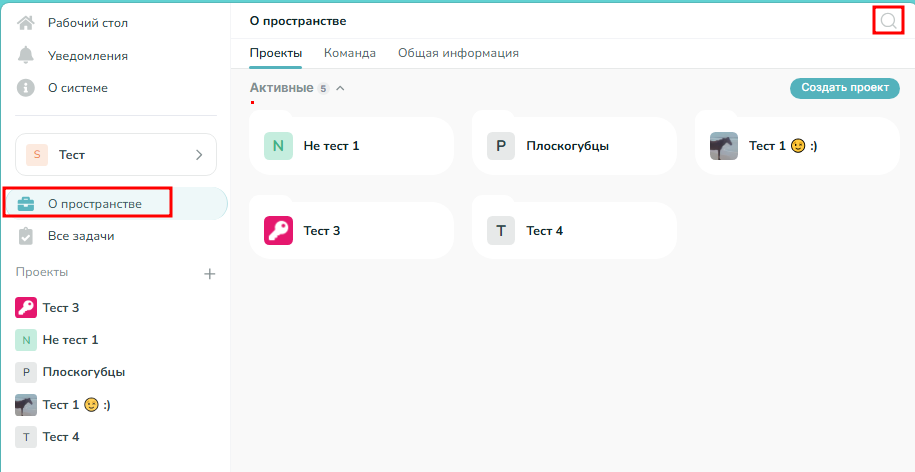 Рабочий стол
Уведомления
О системе
S Тест
О пространстве
Все задачи
Проекты
Тест 3
N Не тест 1
P Плоскогубцы
Тест 1 😉 :)
T Тест 4
О пространстве
Проекты Команда Общая информация
Активные 5
Создать проект
N Не тест 1
P Плоскогубцы
Тест 1 😉 :)
Тест 3
T Тест 4